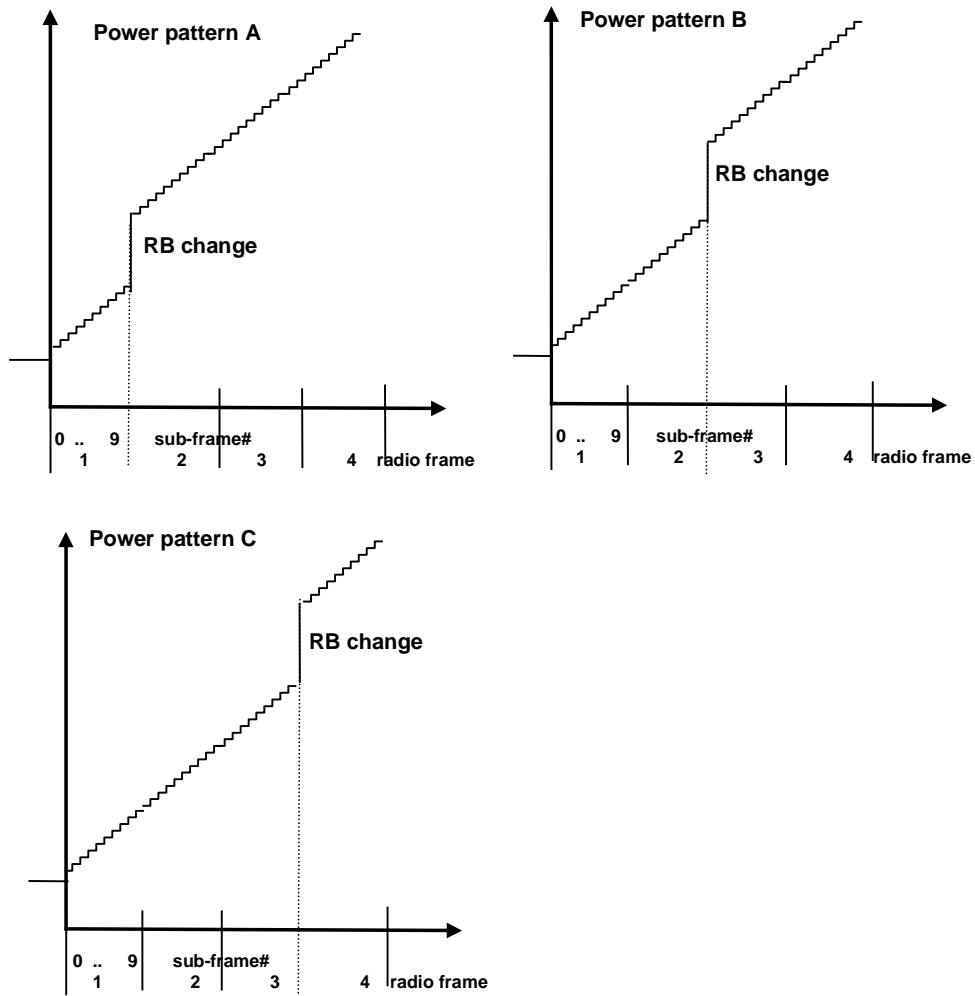 Power pattern A
RB change
0 .. 9 sub-frame#
1 2 3 4 radio frame
Power pattern B
RB change
0 .. 9 sub-frame#
1 2 3 4 radio frame
Power pattern C
RB change
0 .. 9 sub-frame#
1 2 3 4 radio frame